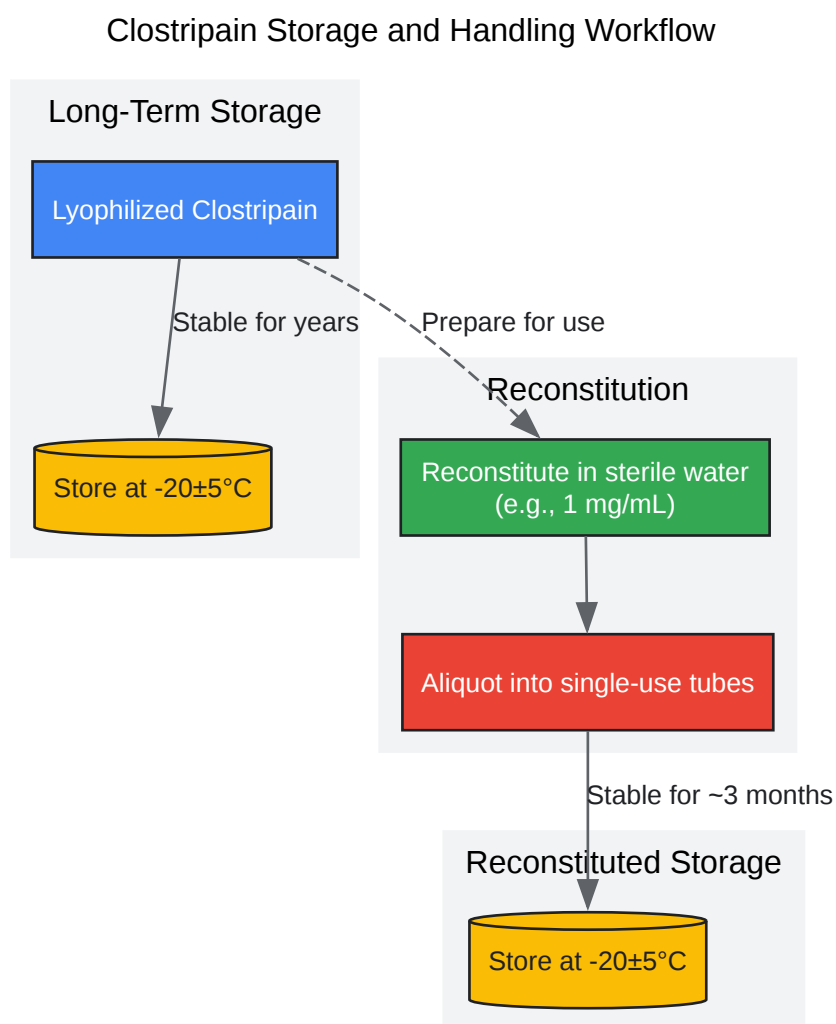 Clostripain Storage and Handling Workflow
Long-Term Storage
Lyophilized Clostripain
Stable for years
Prepare for use
Store at -20±5°C
Reconstitution
Reconstitute in sterile water
(e.g., 1 mg/mL)
Aliquot into single-use tubes
Stable for ~3 months
Reconstituted Storage
Store at -20±5°C